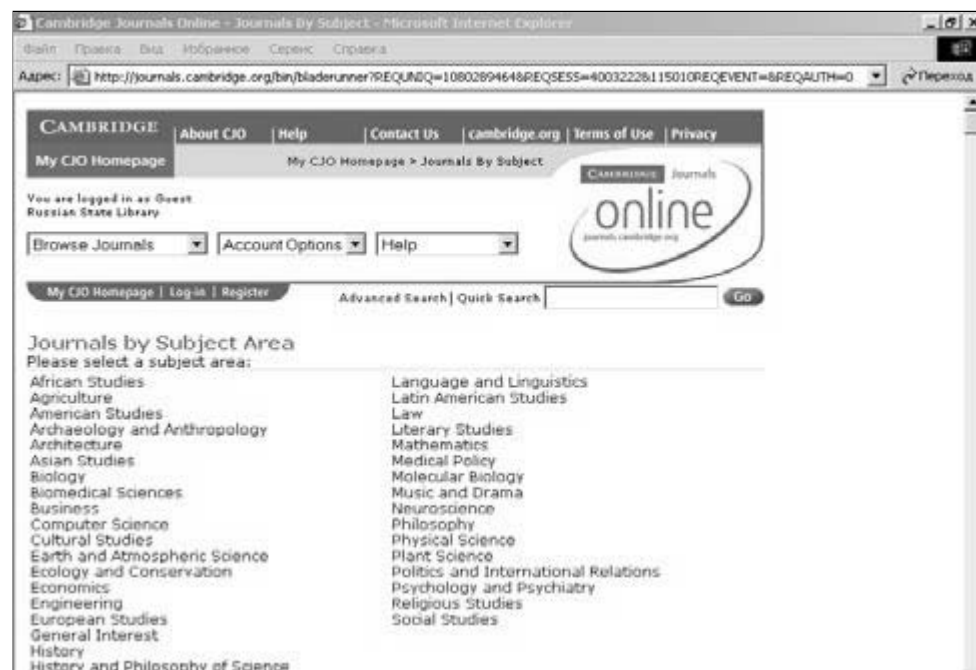 Cambridge Journals Online - Journals By Subject - Microsoft Internet Explorer
Файл Правка Вид Избранное Сервис Справка
Адрес: http://journals.cambridge.org/bin/bladerunner?REQUNIQ=1080289464&REQSESS=4003222&115010REQEVENT=&REQAUTH=0 Переход
CAMBRIDGE | About CJO | Help | Contact Us | cambridge.org | Terms of Use | Privacy
My CJO Homepage My CJO Homepage > Journals By Subject
CAMBRIDGE Journals
online
journals.cambridge.org
You are logged in as Guest
Russian State Library
Browse Journals Account Options Help
My CJO Homepage | Log-in | Register Advanced Search | Quick Search Go
Journals by Subject Area
Please select a subject area:
African Studies
Agriculture
American Studies
Archaeology and Anthropology
Architecture
Asian Studies
Biology
Biomedical Sciences
Business
Computer Science
Cultural Studies
Earth and Atmospheric Science
Ecology and Conservation
Economics
Engineering
European Studies
General Interest
History
History and Philosophy of Science
Language and Linguistics
Latin American Studies
Law
Literary Studies
Mathematics
Medical Policy
Molecular Biology
Music and Drama
Neuroscience
Philosophy
Physical Science
Plant Science
Politics and International Relations
Psychology and Psychiatry
Religious Studies
Social Studies